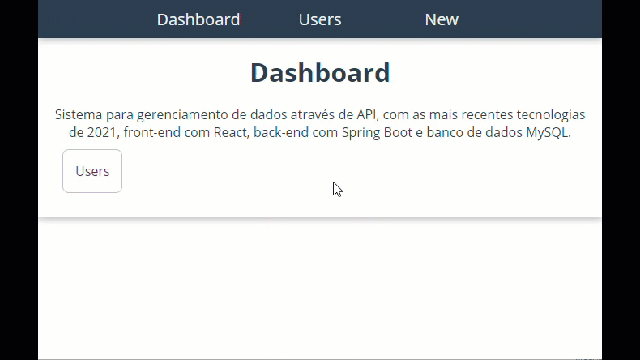 Dashboard Users New
Dashboard
Sistema para gerenciamento de dados através de API, com as mais recentes tecnologias
de 2021, front-end com React, back-end com Spring Boot e banco de dados MySQL.
Users